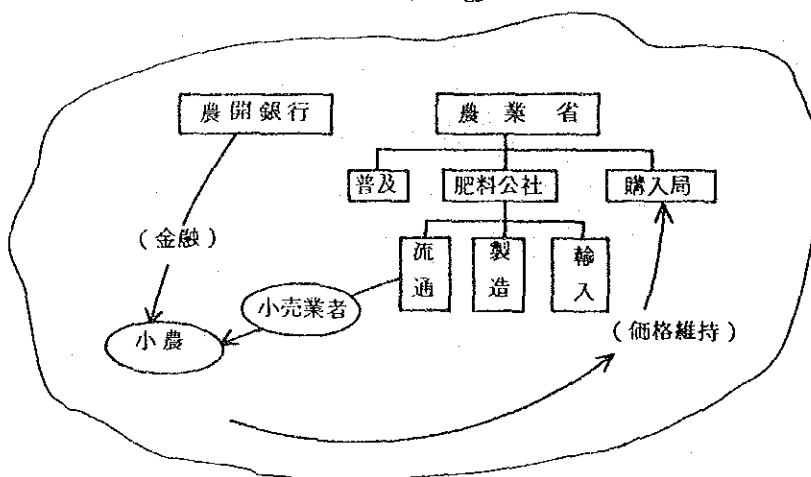 農開銀行
農業省
普及
肥料公社
購入局
(金融)
流通
製造
輸入
小売業者
小農
(価格維持)